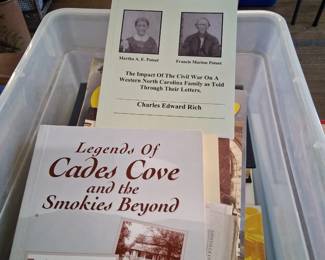 Martha A. E. Poteet
Francis Marion Poteet
The Impact Of The Civil War On A
Western North Carolina Family as Told
Through Their Letters.
Charles Edward Rich
Legends Of
Cades Cove
and the
Smokies Beyond